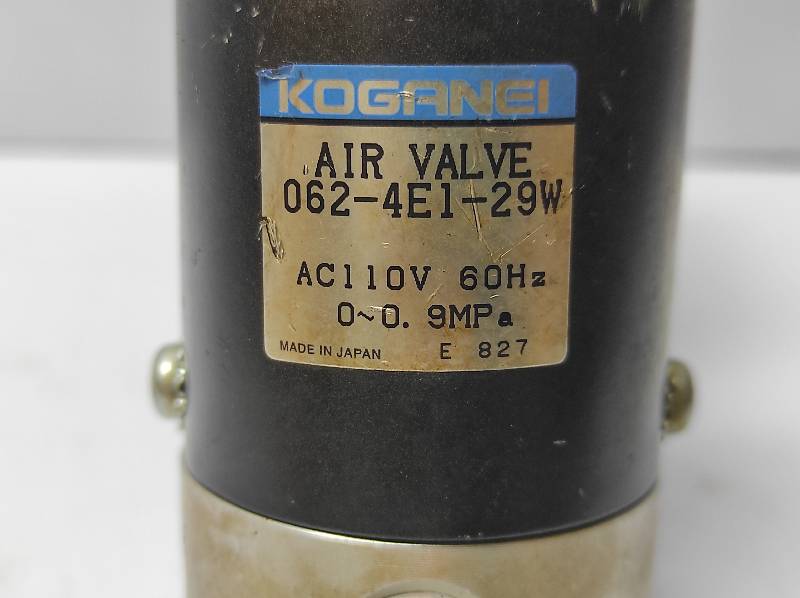 KOGANEI
AIR VALVE
062-4E1-29W
AC110V 60Hz
0~0.9MPa
MADE IN JAPAN E 827